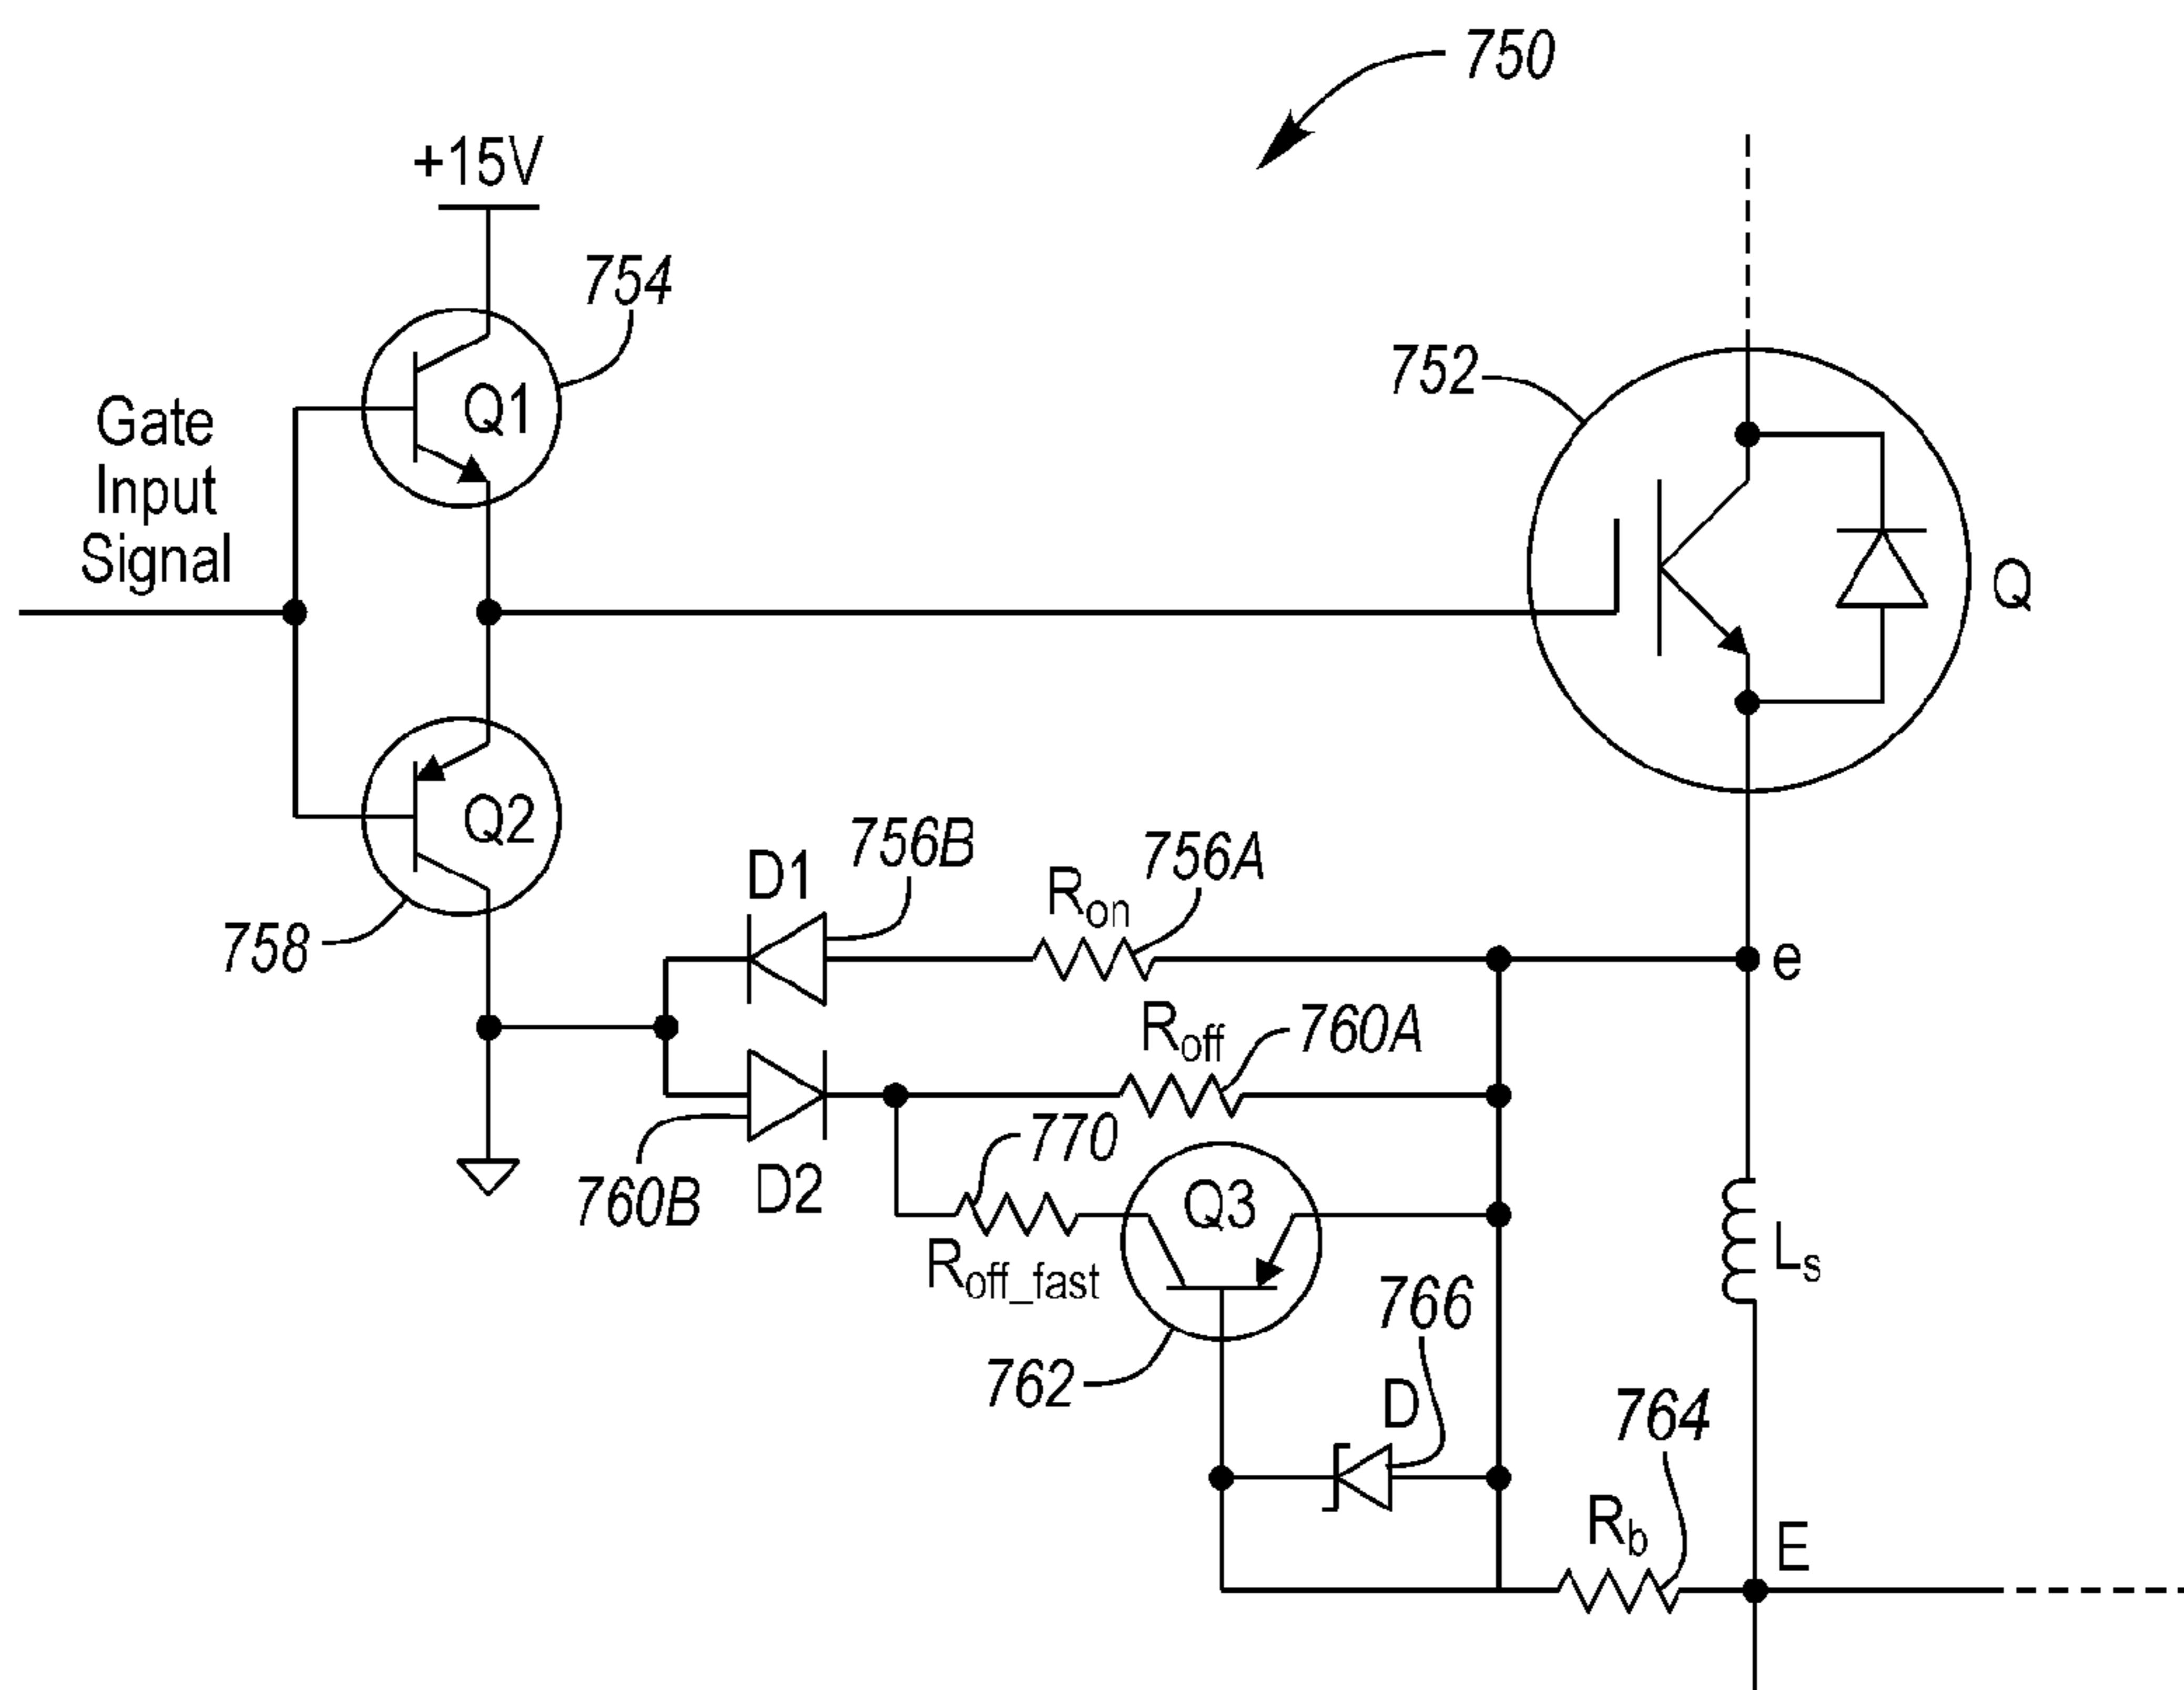 750
+15V
754
Q1
752
Gate
Input
Signal
Q
Q2
758
D1
756B
Ron
756A
e
Roff
760A
770
760B
D2
Q3
Roff_fast
Ls
766
762
D
764
Rb
E